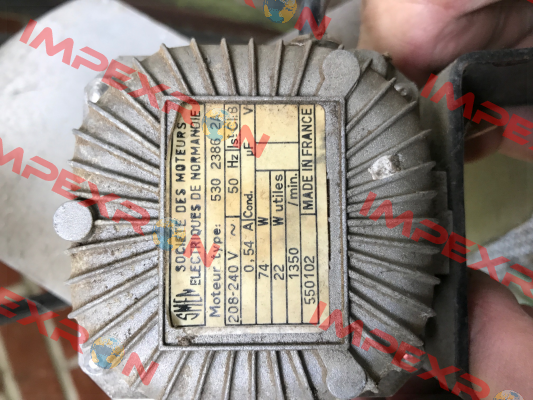 SMEN SOCIÉTÉ DES MOTEURS
ELECTRIQUES DE NORMANDIE
Moteur type: 530 2386 2A
208-240 V ~ 50 Hz Isl Cl.B
0,54 A Cond. µF V
74 W
22 W utiles
1350 /min.
550102 MADE IN FRANCE
IMPEXRON
IMPEXRON
IMPEXRON
IMPEXRON
IMPEXRON